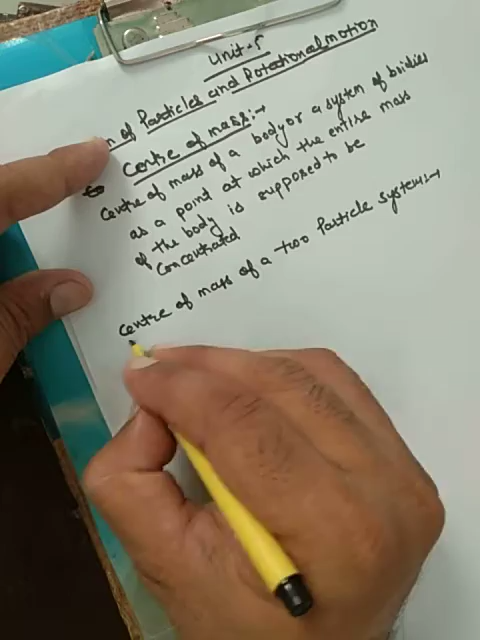 Unit-5
of Particles and Rotational motion
Centre of mass:→
Centre of mass of a body or a system of boidies
as a point at which the entire mass
of the body is supposed to be
concentrated
Centre of mass of a two Particle system:→